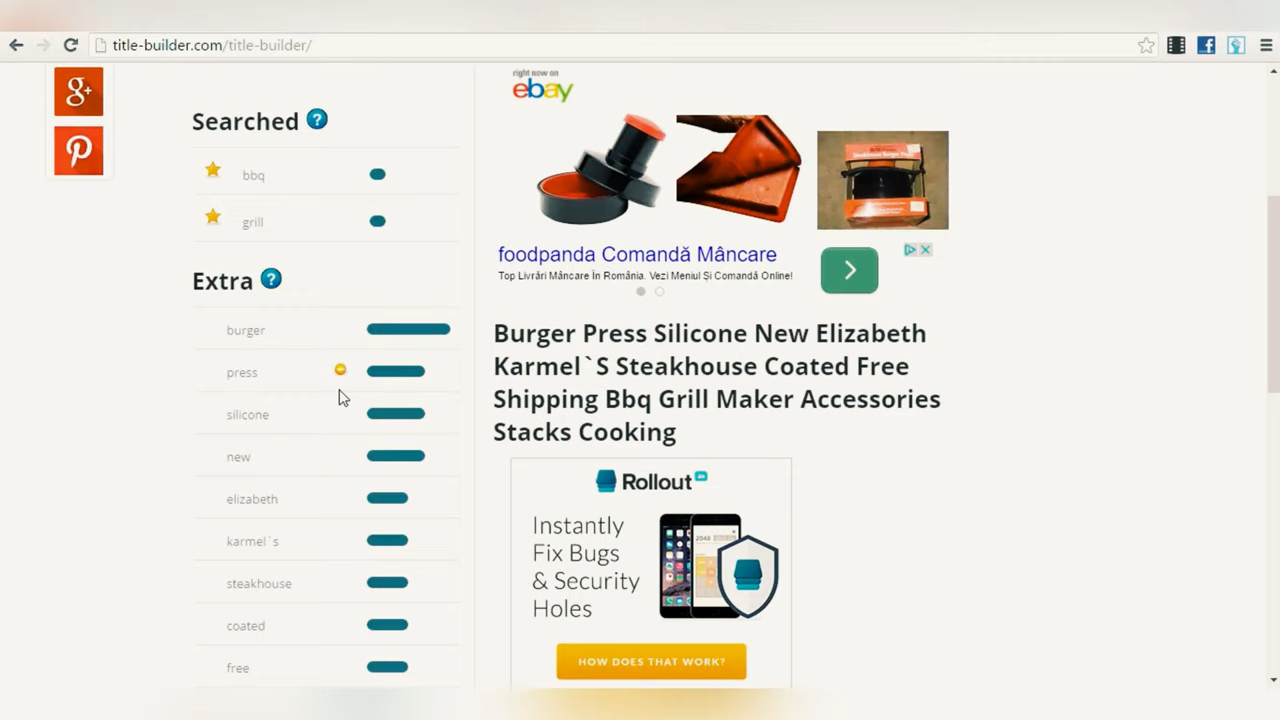 title-builder.com/title-builder/
g+
Searched ?
bbq
grill
Extra ?
burger
press
silicone
new
elizabeth
karmel`s
steakhouse
coated
free
right now on
ebay
foodpanda Comandă Mâncare
Top Livrări Mâncare În România. Vezi Meniul Și Comandă Online!
Burger Press Silicone New Elizabeth
Karmel`S Steakhouse Coated Free
Shipping Bbq Grill Maker Accessories
Stacks Cooking
Rollout
Instantly
Fix Bugs
& Security
Holes
HOW DOES THAT WORK?